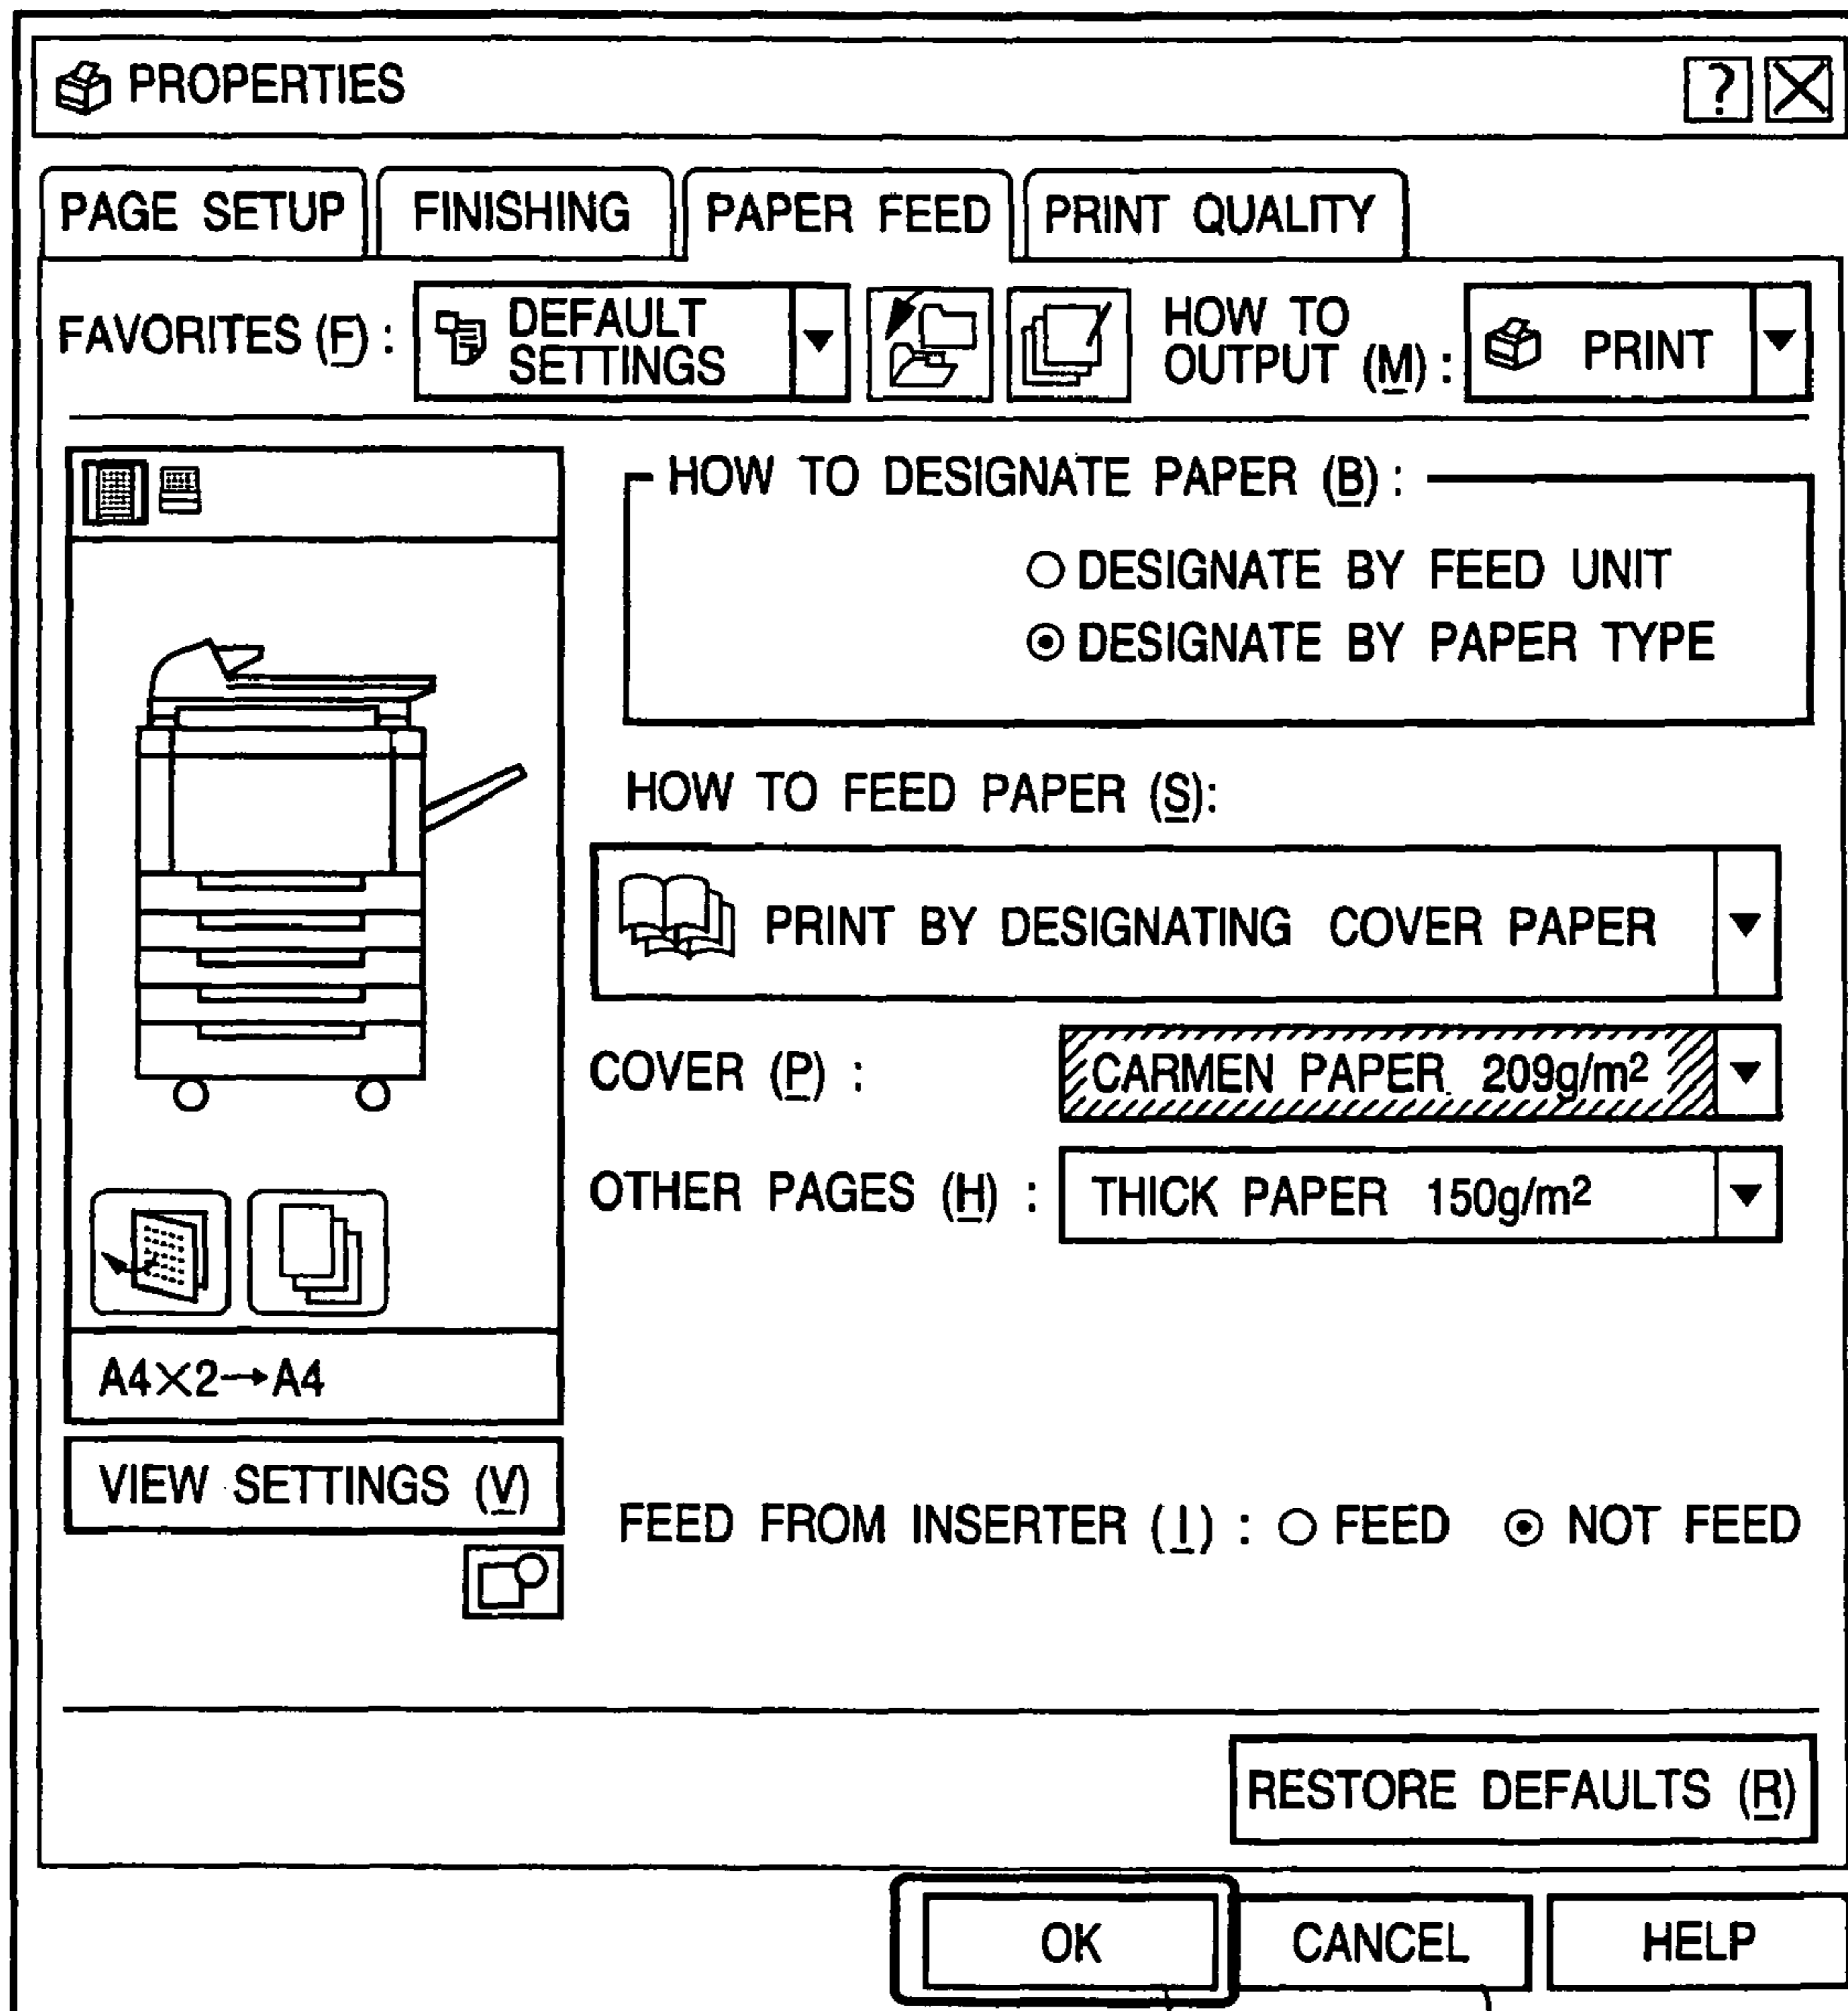 PROPERTIES ?
PAGE SETUP FINISHING PAPER FEED PRINT QUALITY
FAVORITES (F) : DEFAULT SETTINGS HOW TO OUTPUT (M) : PRINT
HOW TO DESIGNATE PAPER (B) :
DESIGNATE BY FEED UNIT
DESIGNATE BY PAPER TYPE
HOW TO FEED PAPER (S):
PRINT BY DESIGNATING COVER PAPER
COVER (P) : CARMEN PAPER 209g/m²
OTHER PAGES (H) : THICK PAPER 150g/m²
A4×2→A4
VIEW SETTINGS (V)
FEED FROM INSERTER (I) : FEED NOT FEED
RESTORE DEFAULTS (R)
OK CANCEL HELP